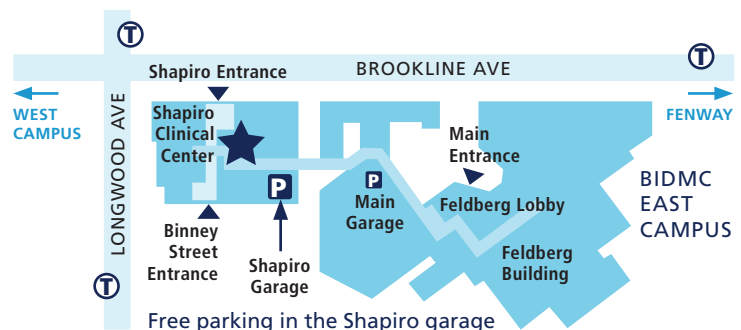 T
T
BROOKLINE AVE
Shapiro Entrance
WEST
CAMPUS
FENWAY
LONGWOOD AVE
Shapiro
Clinical
Center
Main
Entrance
P
P
Main
Garage
Feldberg Lobby
BIDMC
EAST
CAMPUS
Binney
Street
Entrance
Shapiro
Garage
Feldberg
Building
T
Free parking in the Shapiro garage